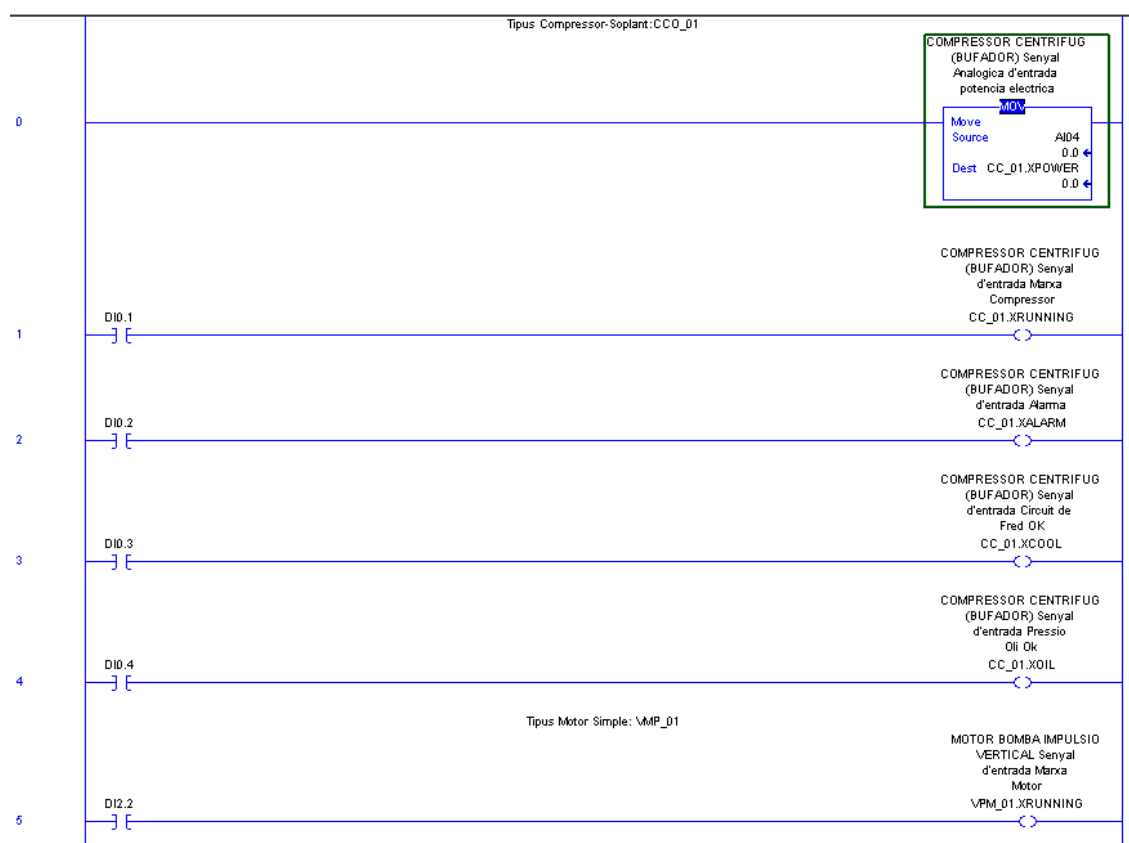 Tipus Compressor-Soplant:CCO_01
COMPRESSOR CENTRIFUG
(BUFADOR) Senyal
Analogica d'entrada
potencia electrica
MOV
0
Move
Source AI04
0.0
Dest CC_01.XPOWER
0.0
COMPRESSOR CENTRIFUG
(BUFADOR) Senyal
d'entrada Marxa
Compressor
DI0.1 CC_01.XRUNNING
1
COMPRESSOR CENTRIFUG
(BUFADOR) Senyal
d'entrada Alarma
DI0.2 CC_01.XALARM
2
COMPRESSOR CENTRIFUG
(BUFADOR) Senyal
d'entrada Circuit de
Fred OK
DI0.3 CC_01.XCOOL
3
COMPRESSOR CENTRIFUG
(BUFADOR) Senyal
d'entrada Pressio
Oli Ok
DI0.4 CC_01.XOIL
4
Tipus Motor Simple: VMP_01
MOTOR BOMBA IMPULSIO
VERTICAL Senyal
d'entrada Marxa
Motor
DI2.2 VPM_01.XRUNNING
5